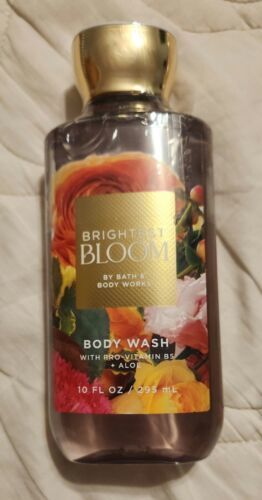 BRIGHTEST
BLOOM
BY BATH &
BODY WORKS
BODY WASH
WITH PRO-VITAMIN B5
+ ALOE
10 FL OZ / 295 mL